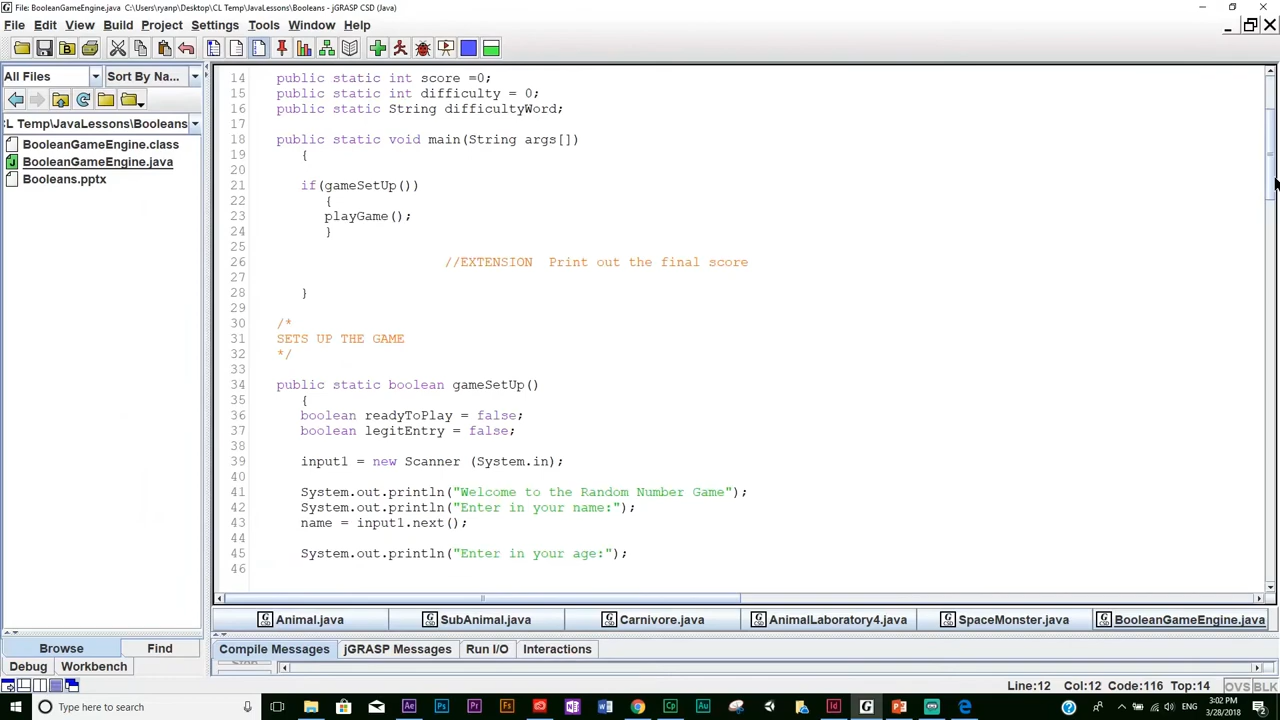 File: BooleanGameEngine.java C:\Users\ryanp\Desktop\CL Temp\JavaLessons\Booleans - jGRASP CSD (Java)
File Edit View Build Project Settings Tools Window Help
All Files Sort By Na...
CL Temp\JavaLessons\Booleans
BooleanGameEngine.class
BooleanGameEngine.java
Booleans.pptx
14 public static int score =0;
15 public static int difficulty = 0;
16 public static String difficultyWord;
17
18 public static void main(String args[])
19 {
20
21 if(gameSetUp())
22 {
23 playGame();
24 }
25
26 //EXTENSION  Print out the final score
27
28 }
29
30 /*
31 SETS UP THE GAME
32 */
33
34 public static boolean gameSetUp()
35 {
36 boolean readyToPlay = false;
37 boolean legitEntry = false;
38
39 input1 = new Scanner (System.in);
40
41 System.out.println("Welcome to the Random Number Game");
42 System.out.println("Enter in your name:");
43 name = input1.next();
44
45 System.out.println("Enter in your age:");
46
Animal.java SubAnimal.java Carnivore.java AnimalLaboratory4.java SpaceMonster.java BooleanGameEngine.java
Browse Find
Debug Workbench
Compile Messages jGRASP Messages Run I/O Interactions
Line:12 Col:12 Code:116 Top:14 OVS BLK
Type here to search
3:02 PM
3/28/2018